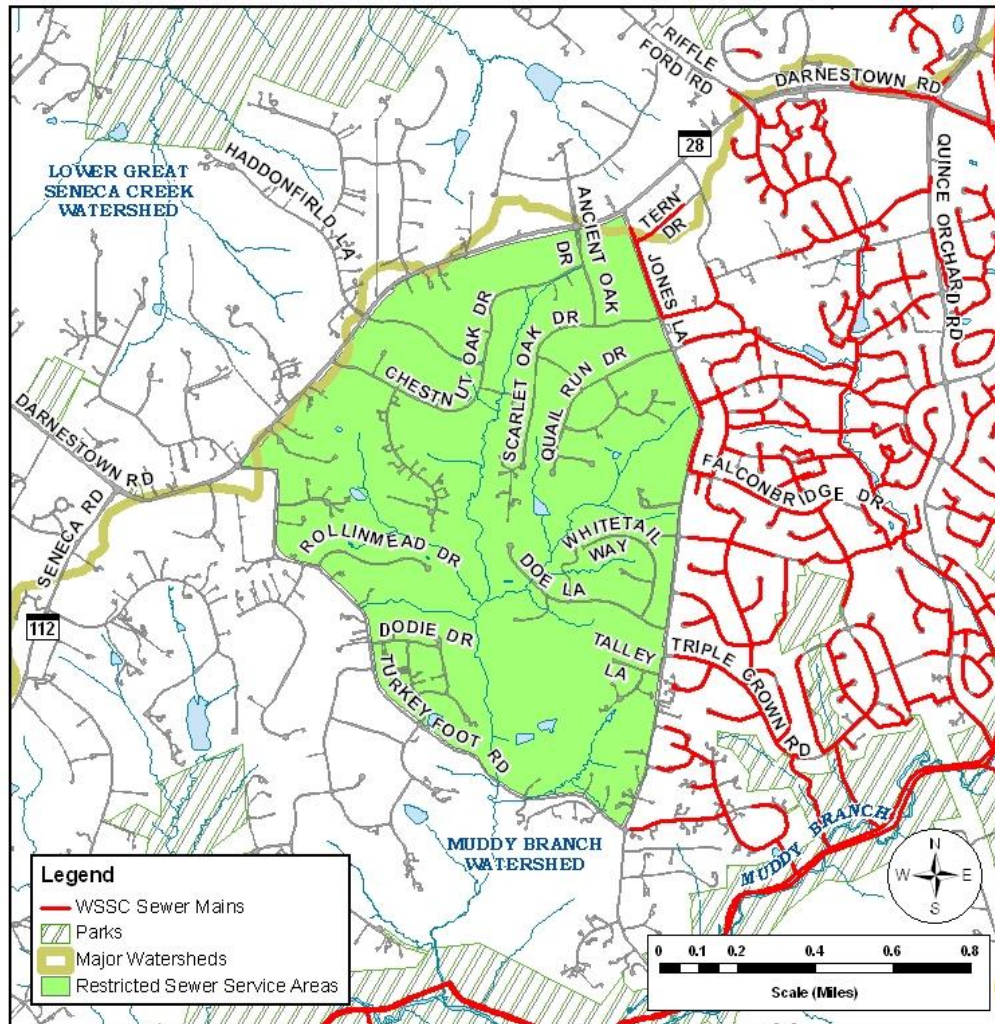 RIFFLE
FORD RD
DARNESTOWN RD
28
QUINCE ORCHARD RD
LOWER GREAT
SENECA CREEK
WATERSHED
HADDONFIRLD LA
ANCIENT OAK
DR
TERN
DR
JONES LA
CHESTNUT OAK DR
SCARLET OAK DR
QUAIL RUN DR
DARNESTOWN RD
SENECA RD
112
FALCONBRIDGE DR
ROLLINMEAD DR
WHITETAIL
WAY
DOE LA
DODIE DR
TALLEY
LA
TRIPLE CROWN RD
TURKEY FOOT RD
MUDDY BRANCH
WATERSHED
MUDDY BRANCH
N
W
E
S
Legend
WSSC Sewer Mains
Parks
Major Watersheds
Restricted Sewer Service Areas
0 0.1 0.2 0.4 0.6 0.8
Scale (Miles)